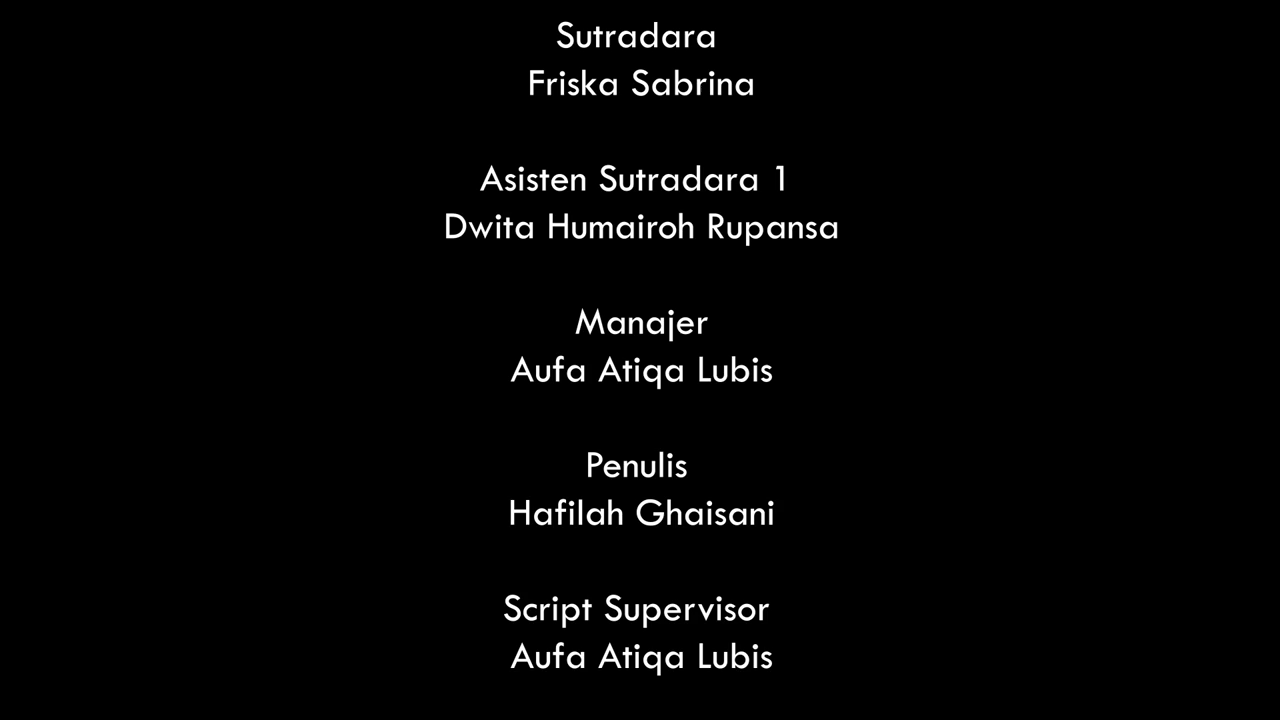 Sutradara
Friska Sabrina
Asisten Sutradara 1
Dwita Humairoh Rupansa
Manajer
Aufa Atiqa Lubis
Penulis
Hafilah Ghaisani
Script Supervisor
Aufa Atiqa Lubis